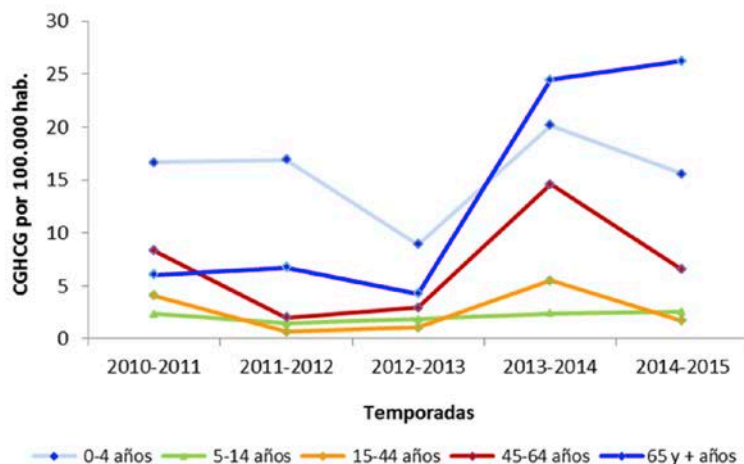 30
25
20
15
10
5
0
CGHCG por 100.000 hab.
2010-2011 2011-2012 2012-2013 2013-2014 2014-2015
Temporadas
0-4 años 5-14 años 15-44 años 45-64 años 65 y + años